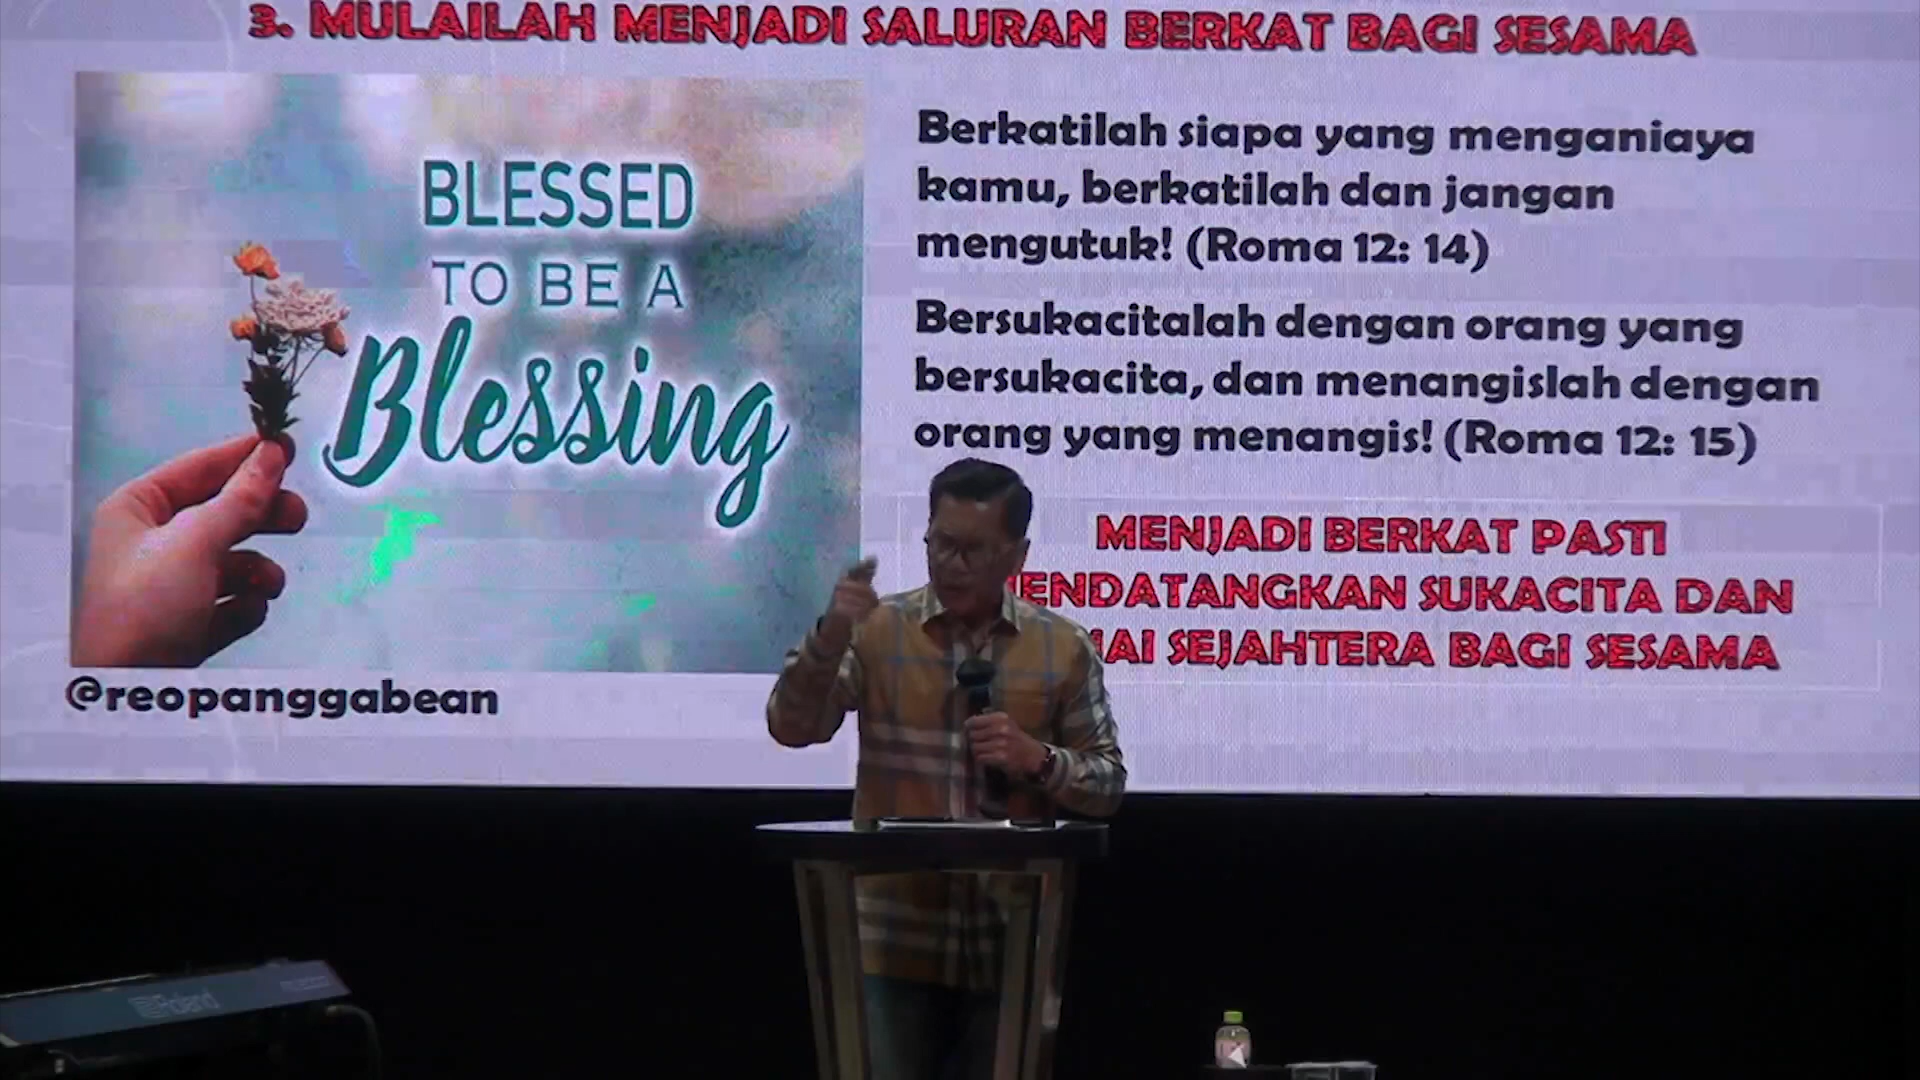 3. MULAILAH MENJADI SALURAN BERKAT BAGI SESAMA
BLESSED
TO BE A
Blessing
@reopanggabean
Berkatilah siapa yang menganiaya
kamu, berkatilah dan jangan
mengutuk! (Roma 12: 14)
Bersukacitalah dengan orang yang
bersukacita, dan menangislah dengan
orang yang menangis! (Roma 12: 15)
MENJADI BERKAT PASTI
ENDATANGKAN SUKACITA DAN
AI SEJAHTERA BAGI SESAMA
Roland